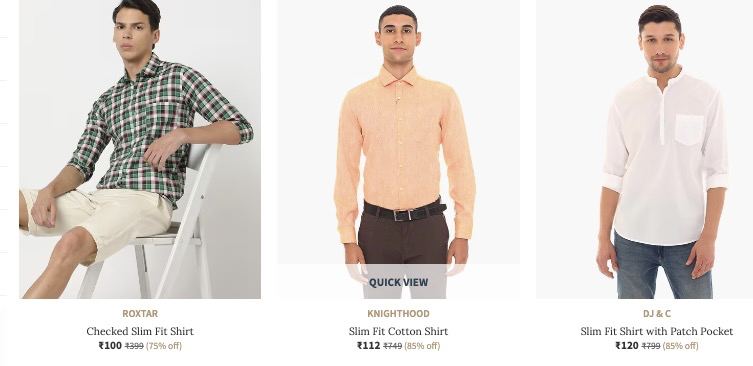 QUICK VIEW
ROXTAR
Checked Slim Fit Shirt
₹100 ₹399 (75% off)
KNIGHTHOOD
Slim Fit Cotton Shirt
₹112 ₹749 (85% off)
DJ & C
Slim Fit Shirt with Patch Pocket
₹120 ₹799 (85% off)